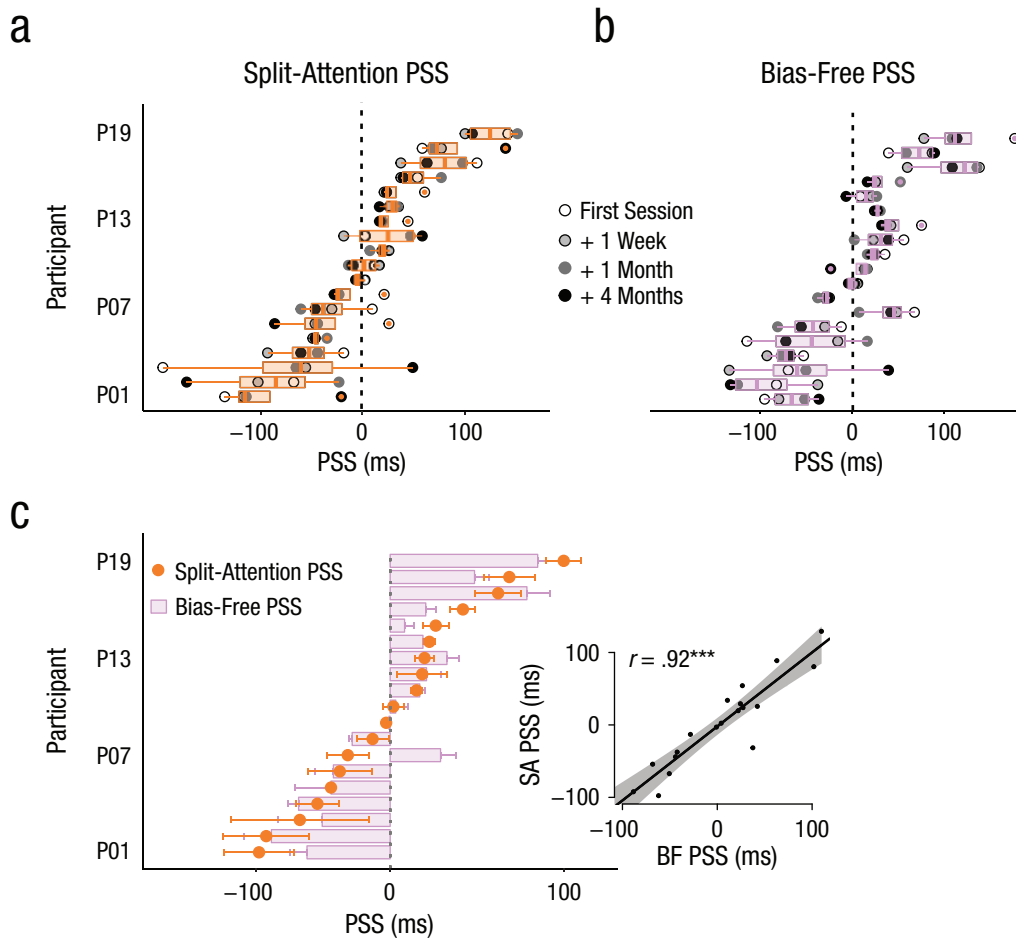 a
Split-Attention PSS
P19
P13
P07
P01
Participant
−100
0
100
PSS (ms)
b
Bias-Free PSS
First Session
+ 1 Week
+ 1 Month
+ 4 Months
−100
0
100
PSS (ms)
c
P19
P13
P07
P01
Participant
Split-Attention PSS
Bias-Free PSS
−100
0
100
PSS (ms)
r = .92***
100
0
−100
SA PSS (ms)
−100
0
100
BF PSS (ms)